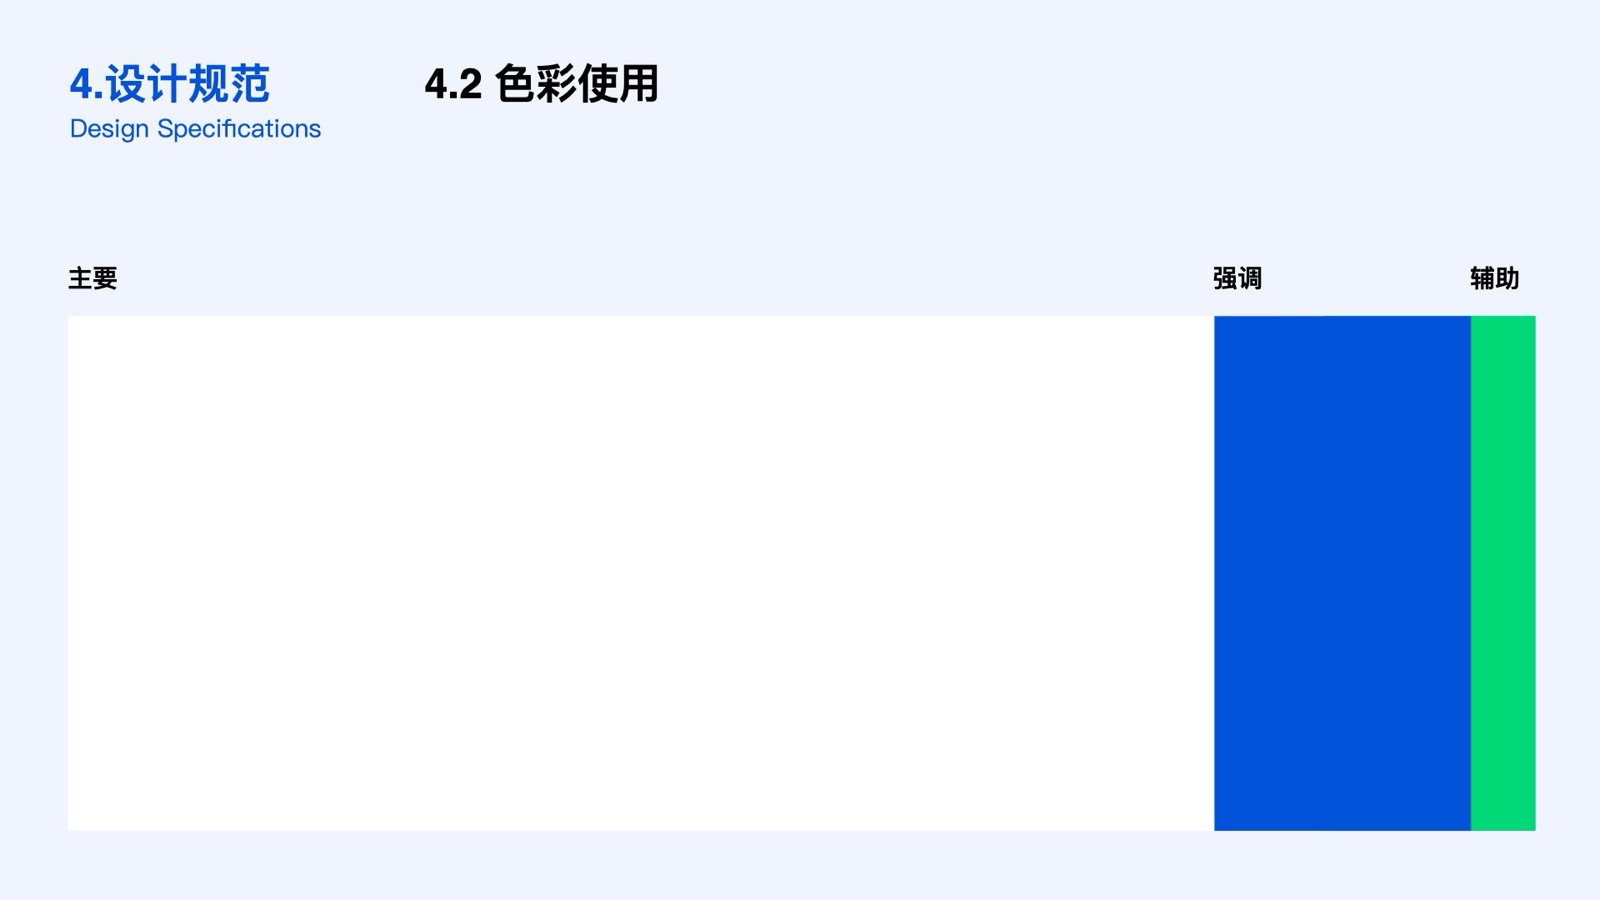 4.设计规范
Design Specifications
4.2 色彩使用
主要
强调
辅助